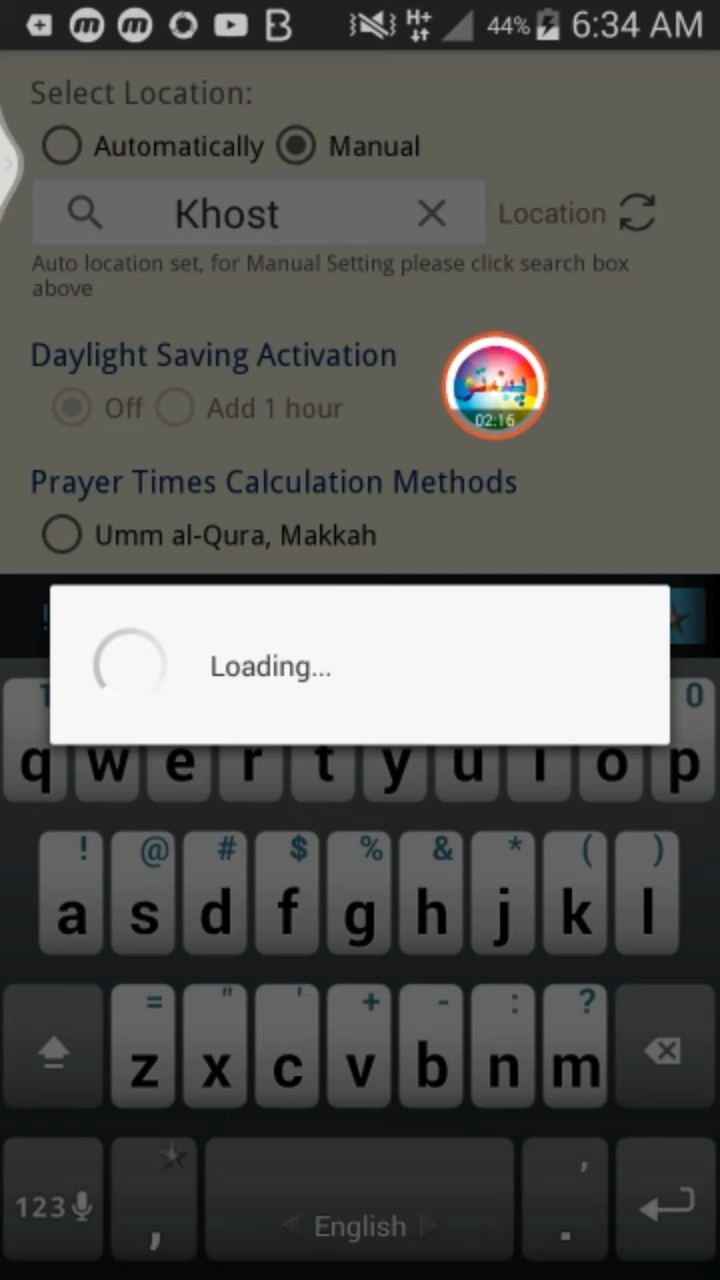 44% 6:34 AM
Select Location:
Automatically Manual
Khost Location
Auto location set, for Manual Setting please click search box
above
Daylight Saving Activation
پښتو
02:16
Off Add 1 hour
Prayer Times Calculation Methods
Umm al-Qura, Makkah
Loading...
0
q w e r t y u i o p
! @ # $ % & * ( )
a s d f g h j k l
= " ' + - : ?
z x c v b n m
123 , English . '